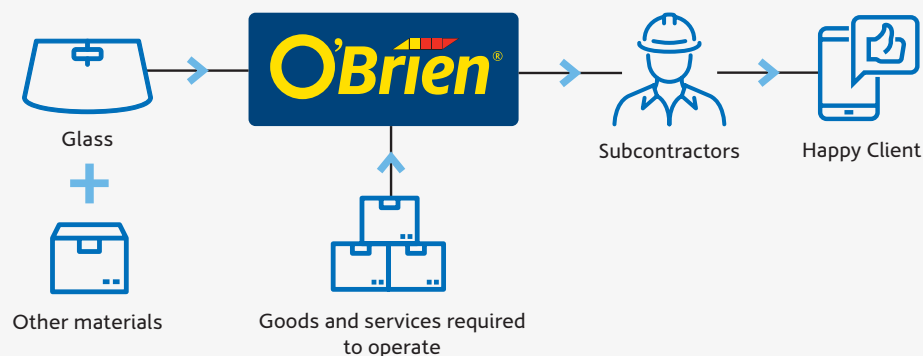 O'Brien®
Glass
Subcontractors
Happy Client
Other materials
Goods and services required
to operate